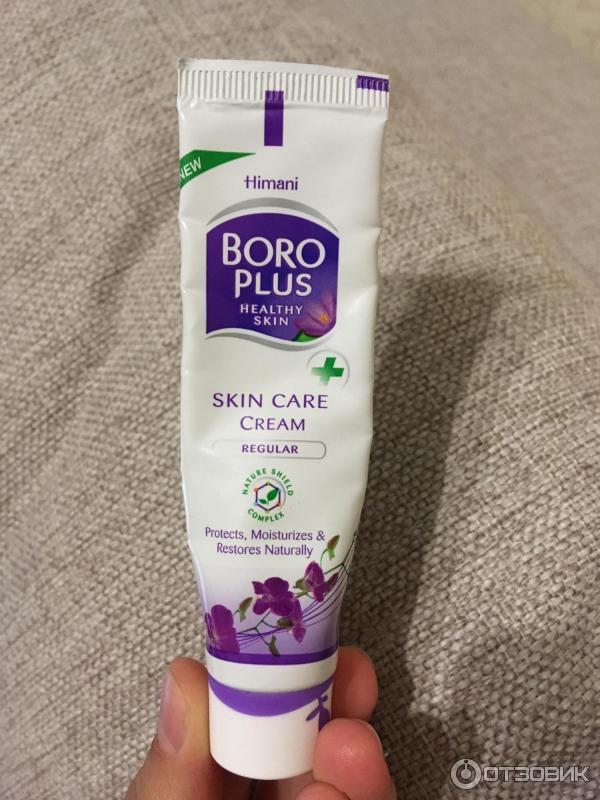 NEW
Himani
BORO
PLUS
HEALTHY
SKIN
SKIN CARE
CREAM
REGULAR
NATURE SHIELD
COMPLEX
Protects, Moisturizes &
Restores Naturally
ОТЗОВИК